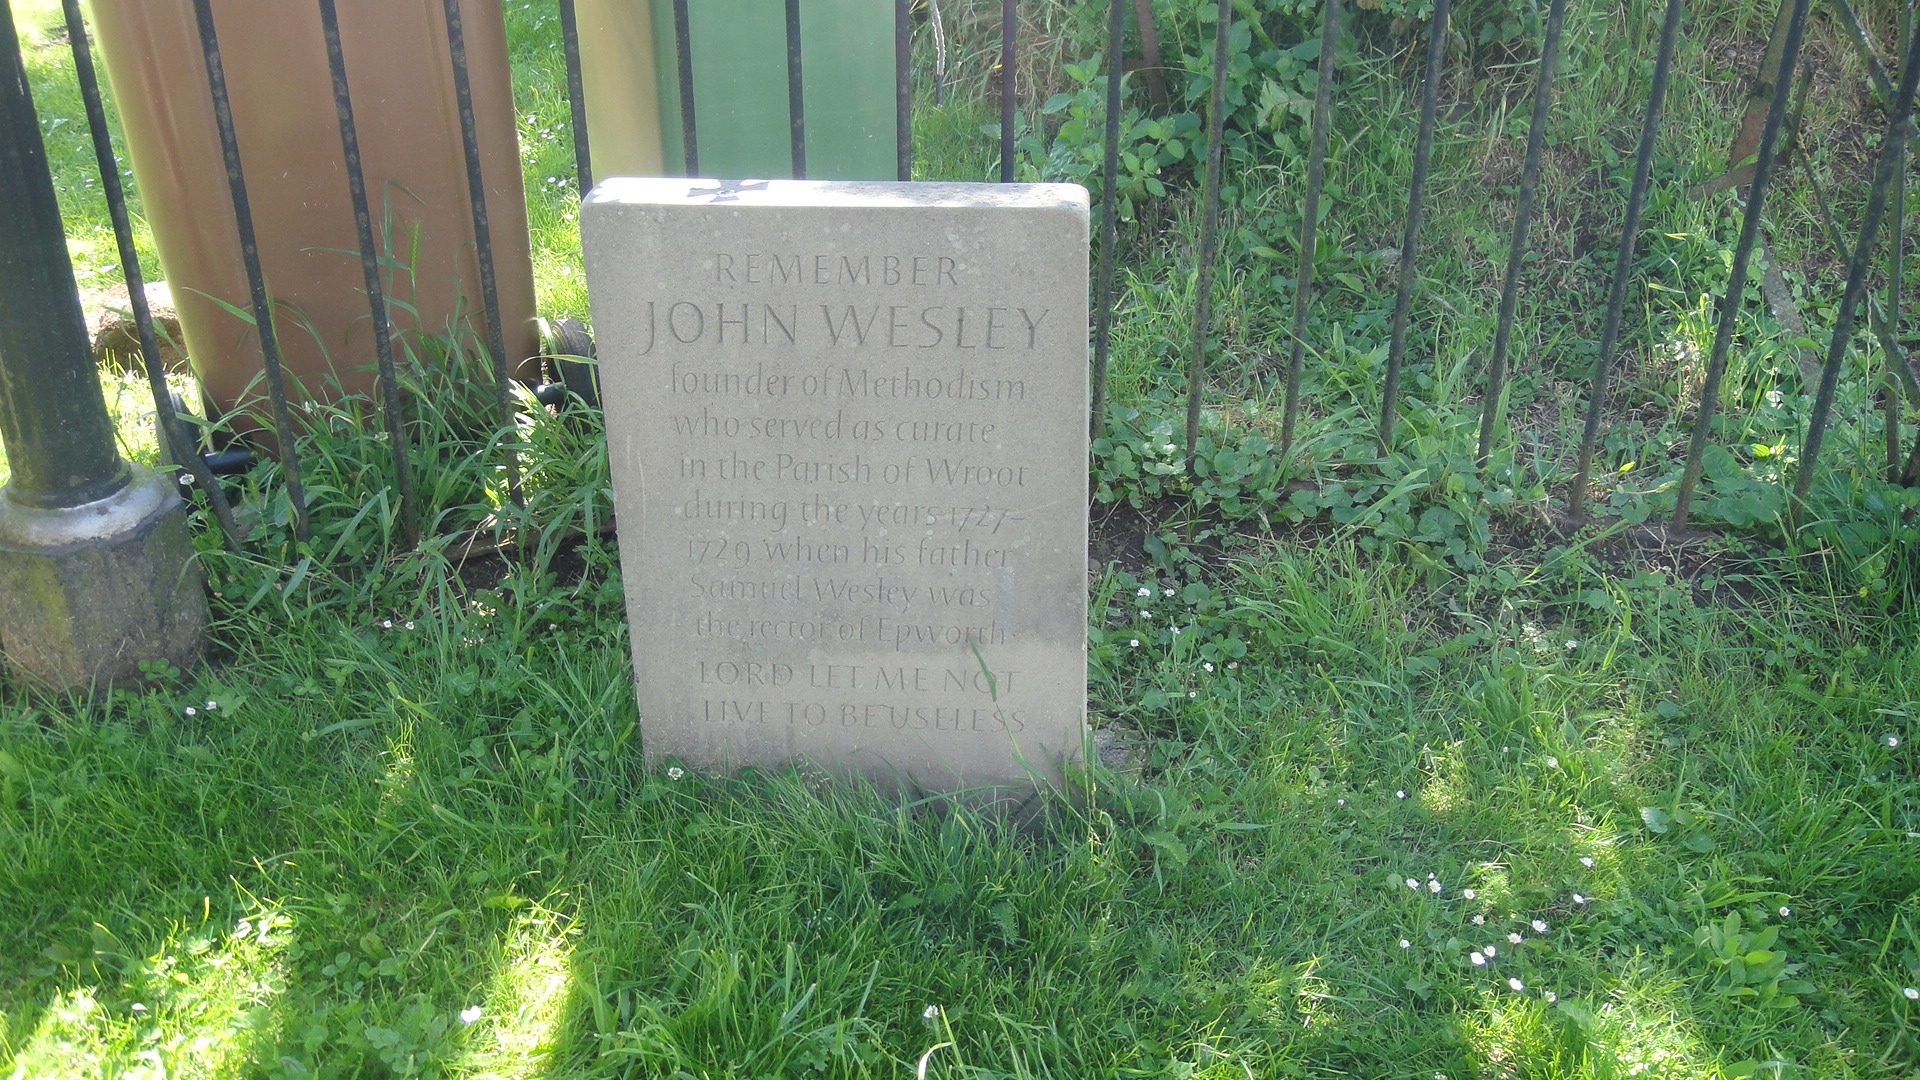 REMEMBER
JOHN WESLEY
founder of Methodism
who served as curate
in the Parish of Wroot
during the years 1727-
1729 when his father
Samuel Wesley was
the rector of Epworth.
LORD LET ME NOT
LIVE TO BE USELESS